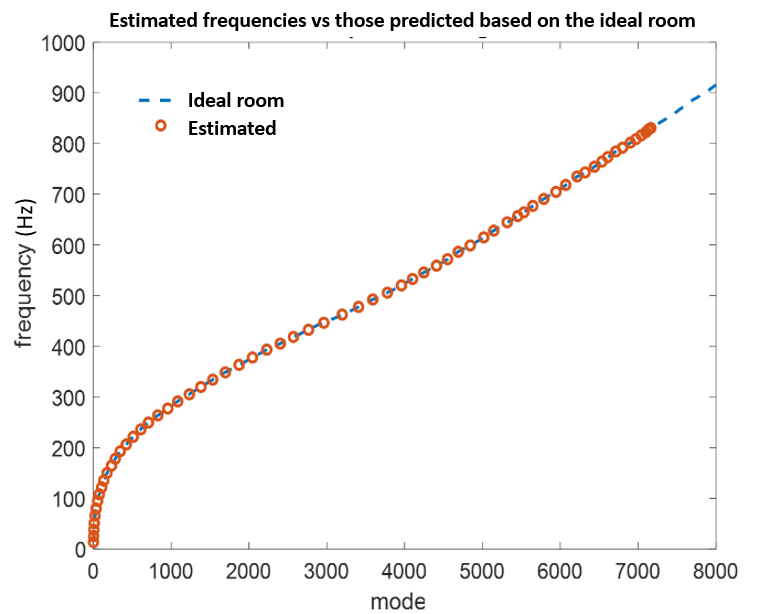 Estimated frequencies vs those predicted based on the ideal room
1000
900
800
700
600
500
400
300
200
100
0
Ideal room
Estimated
frequency (Hz)
0 1000 2000 3000 4000 5000 6000 7000 8000
mode